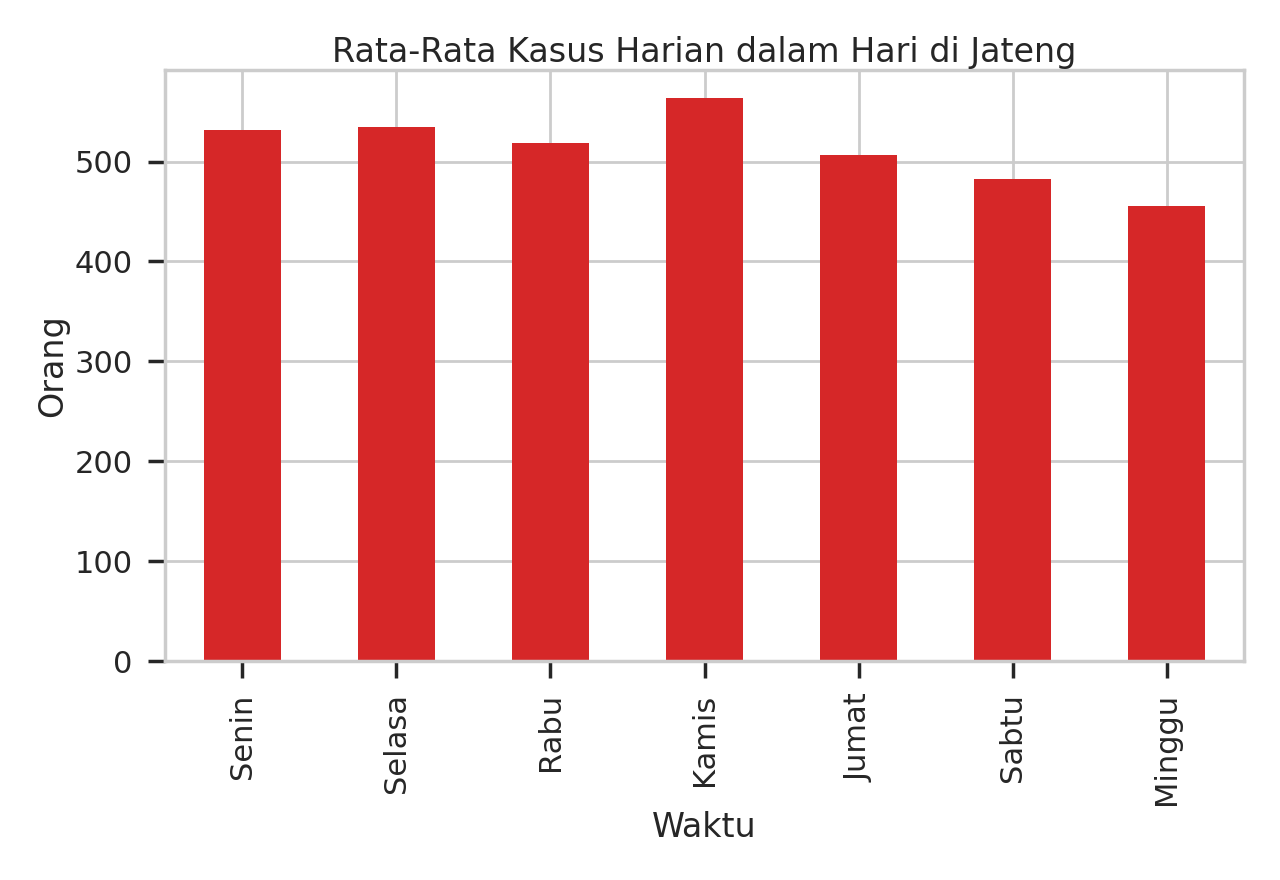 Rata-Rata Kasus Harian dalam Hari di Jateng
Orang
500
400
300
200
100
0
Senin
Selasa
Rabu
Kamis
Jumat
Sabtu
Minggu
Waktu